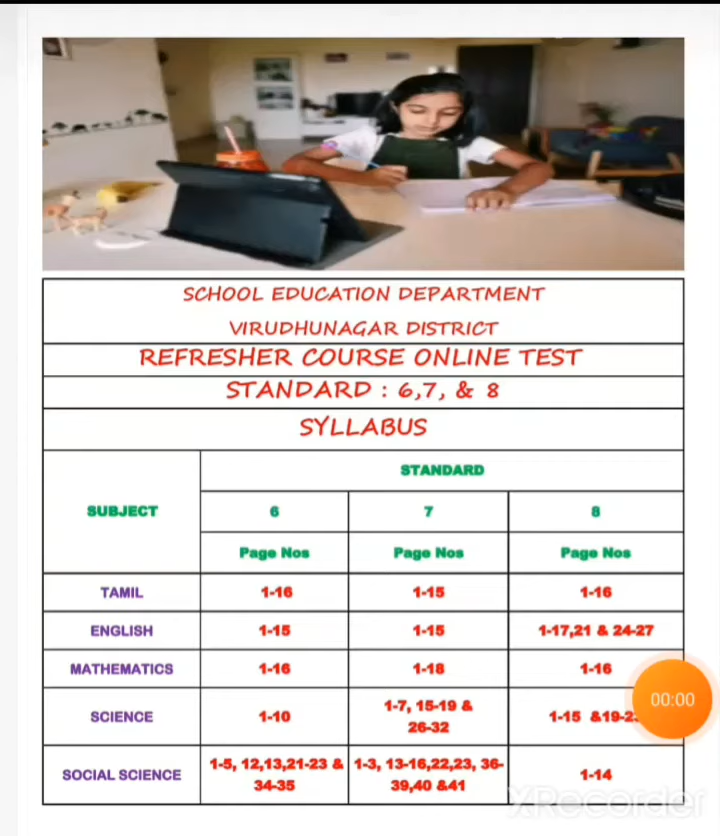 SCHOOL EDUCATION DEPARTMENT
VIRUDHUNAGAR DISTRICT
REFRESHER COURSE ONLINE TEST
STANDARD : 6,7, & 8
SYLLABUS
SUBJECT
STANDARD
6 7 8
Page Nos Page Nos Page Nos
TAMIL 1-16 1-15 1-16
ENGLISH 1-15 1-15 1-17,21 & 24-27
MATHEMATICS 1-16 1-18 1-16
SCIENCE 1-10 1-7, 15-19 &
26-32 1-15 &19-
00:00
SOCIAL SCIENCE 1-5, 12,13,21-23 &
34-35 1-3, 13-16,22,23, 36-
39,40 &41 1-14
XRecorder